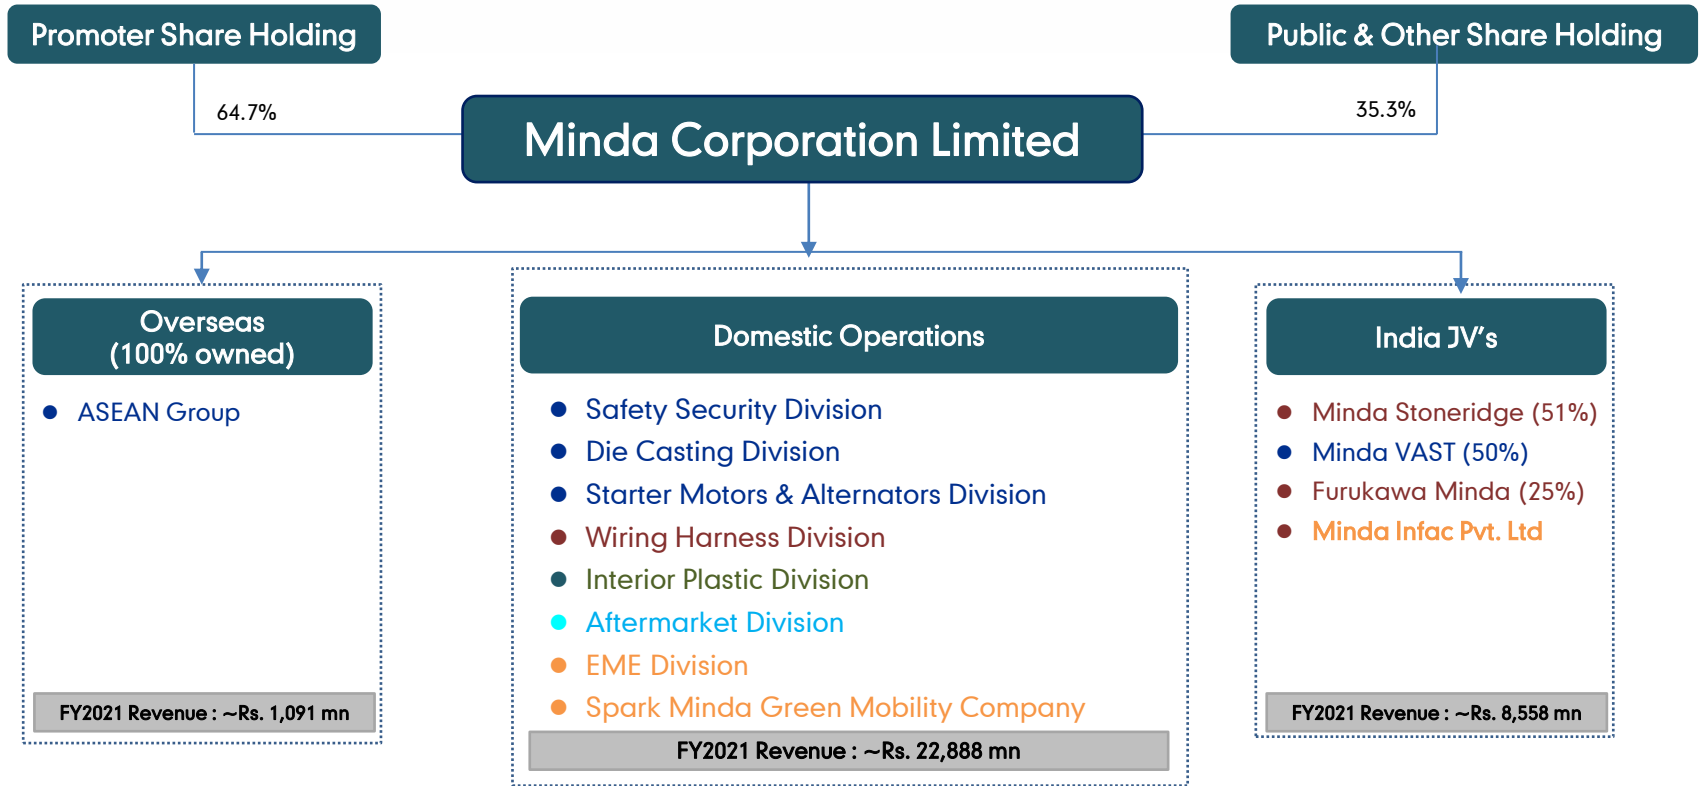 Promoter Share Holding
Public & Other Share Holding
64.7%
35.3%
Minda Corporation Limited
Overseas
(100% owned)
ASEAN Group
FY2021 Revenue : ~Rs. 1,091 mn
Domestic Operations
Safety Security Division
Die Casting Division
Starter Motors & Alternators Division
Wiring Harness Division
Interior Plastic Division
Aftermarket Division
EME Division
Spark Minda Green Mobility Company
FY2021 Revenue : ~Rs. 22,888 mn
India JV’s
Minda Stoneridge (51%)
Minda VAST (50%)
Furukawa Minda (25%)
Minda Infac Pvt. Ltd
FY2021 Revenue : ~Rs. 8,558 mn